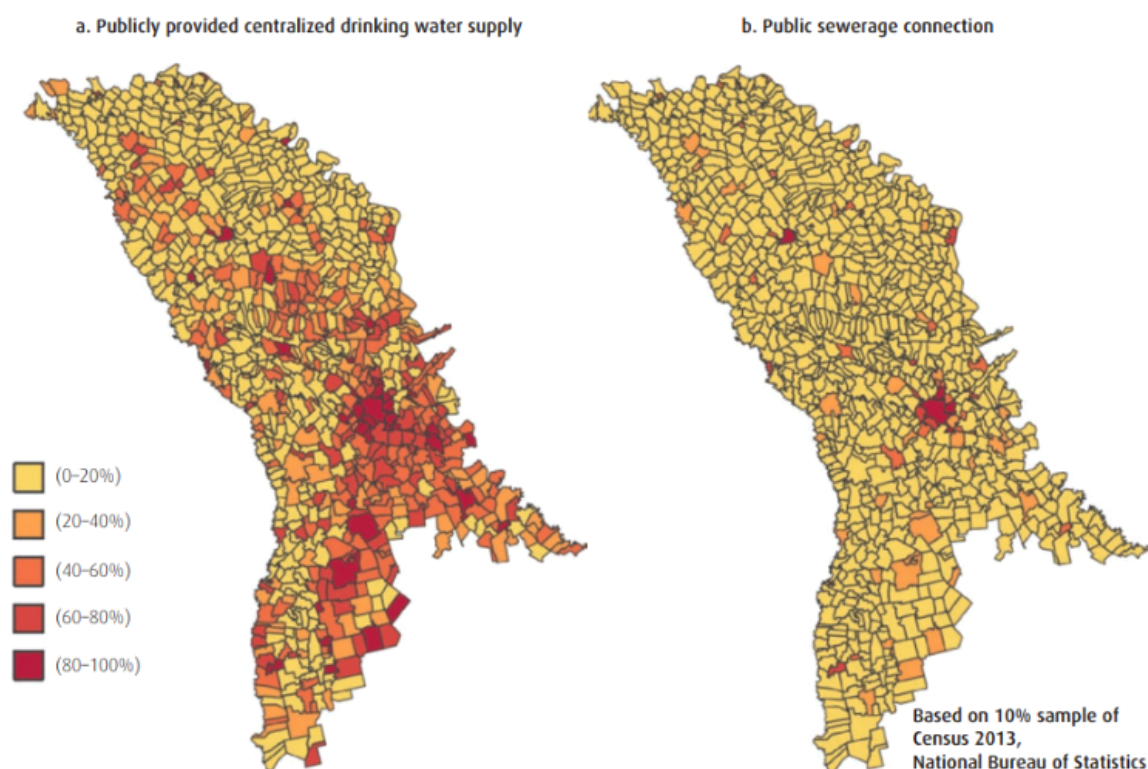 a. Publicly provided centralized drinking water supply
b. Public sewerage connection
(0–20%)
(20–40%)
(40–60%)
(60–80%)
(80–100%)
Based on 10% sample of
Census 2013,
National Bureau of Statistics